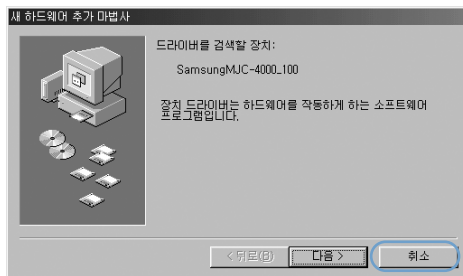 새 하드웨어 추가 마법사
드라이버를 검색할 장치:
SamsungMJC-4000_100
장치 드라이버는 하드웨어를 작동하게 하는 소프트웨어
프로그램입니다.
< 뒤로(B)
다음 >
취소